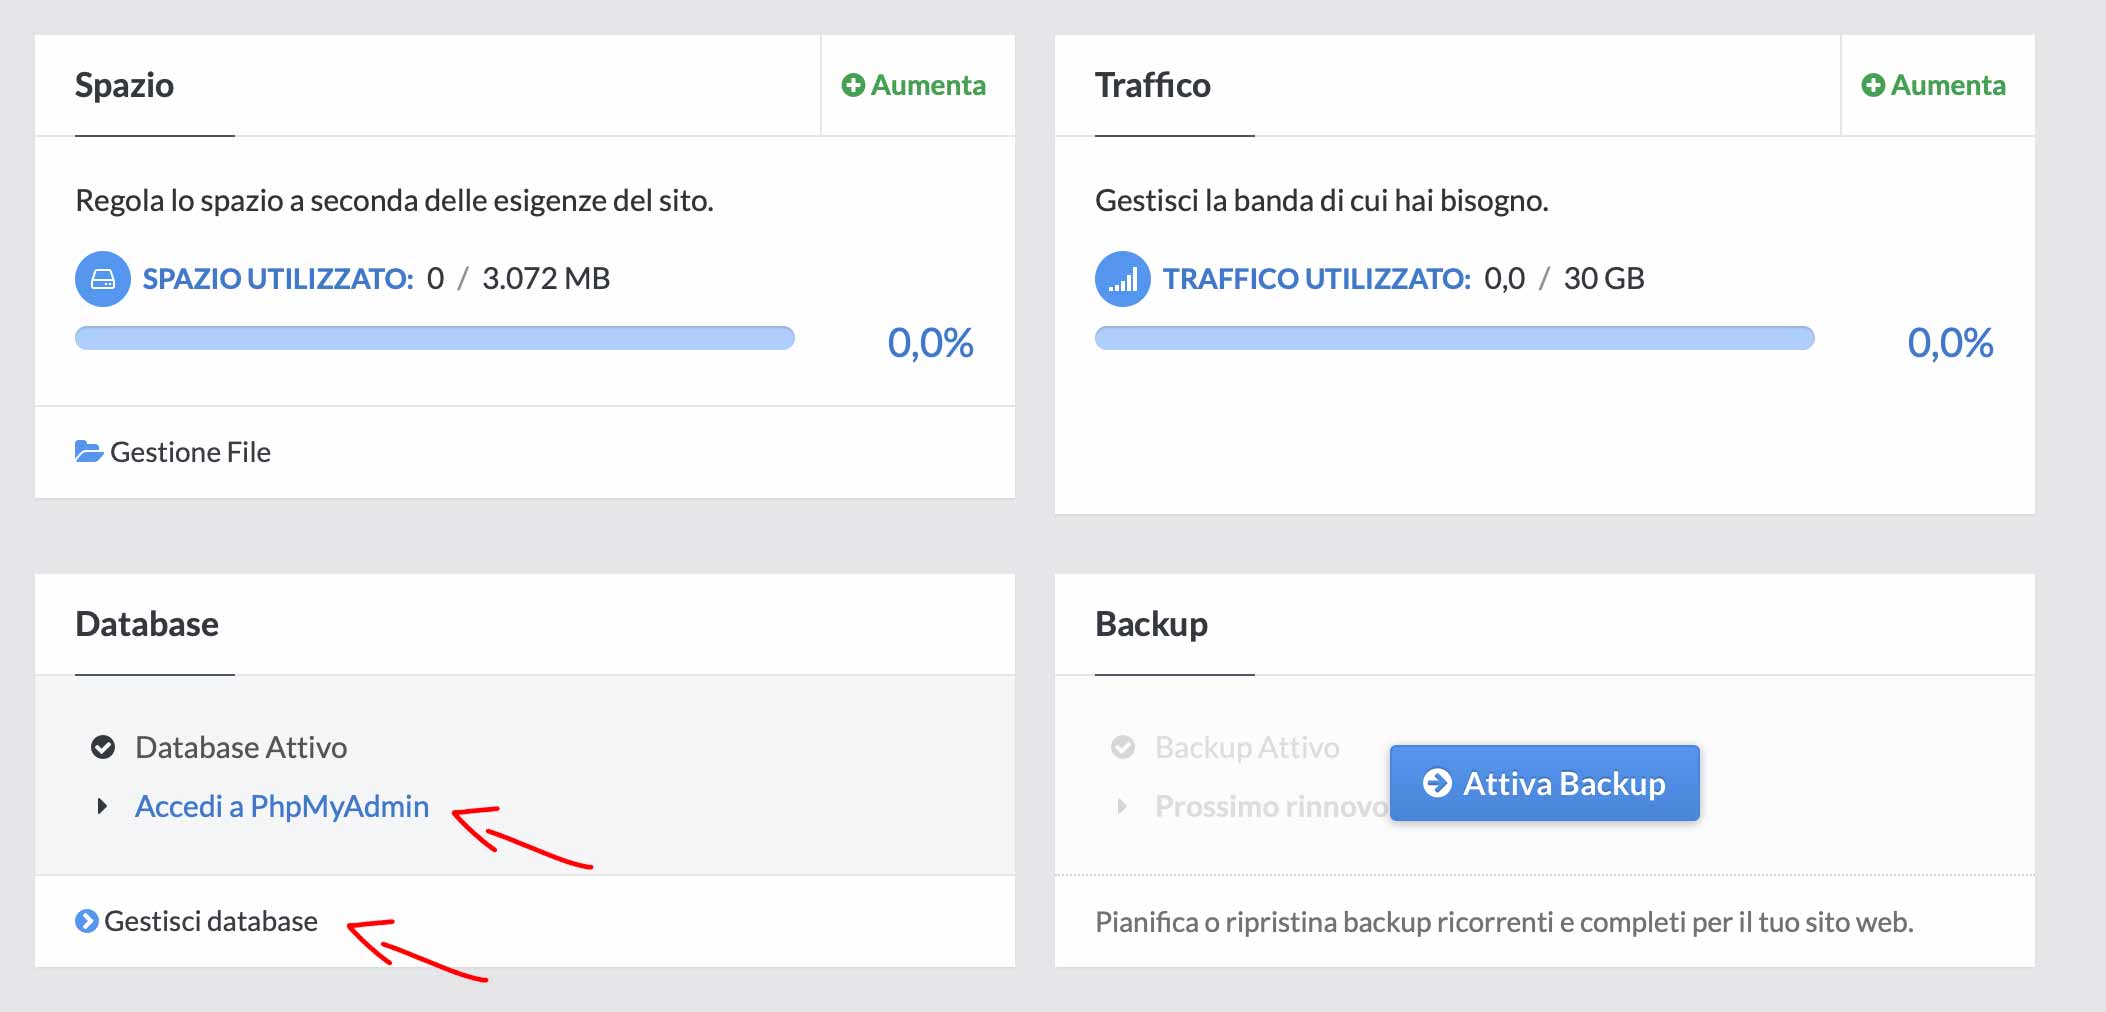 Spazio
Aumenta
Regola lo spazio a seconda delle esigenze del sito.
SPAZIO UTILIZZATO: 0 / 3.072 MB
0,0%
Gestione File
Traffico
Aumenta
Gestisci la banda di cui hai bisogno.
TRAFFICO UTILIZZATO: 0,0 / 30 GB
0,0%
Database
Database Attivo
Accedi a PhpMyAdmin
Gestisci database
Backup
Backup Attivo
Prossimo rinnovo
Attiva Backup
Pianifica o ripristina backup ricorrenti e completi per il tuo sito web.